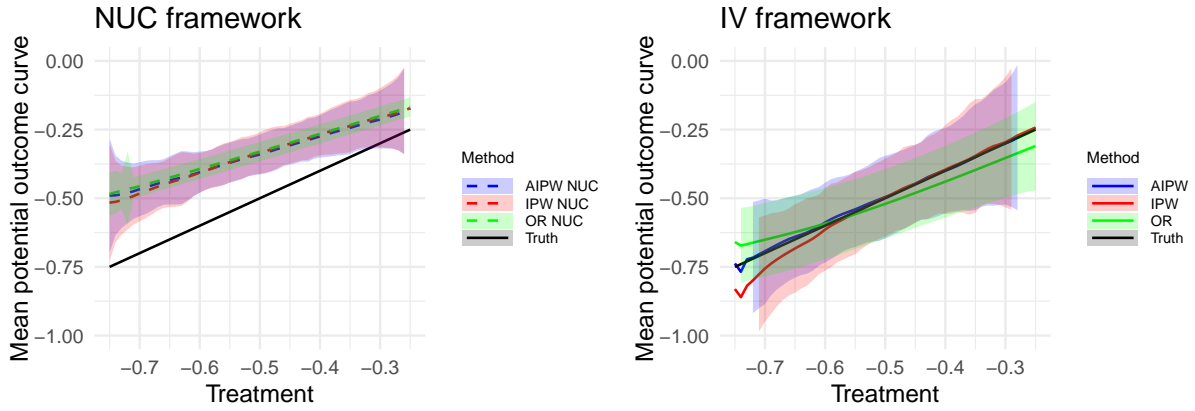 NUC framework
Mean potential outcome curve
0.00
−0.25
−0.50
−0.75
−1.00
−0.7 −0.6 −0.5 −0.4 −0.3
Treatment
Method
AIPW NUC
IPW NUC
OR NUC
Truth
IV framework
Mean potential outcome curve
0.00
−0.25
−0.50
−0.75
−1.00
−0.7 −0.6 −0.5 −0.4 −0.3
Treatment
Method
AIPW
IPW
OR
Truth